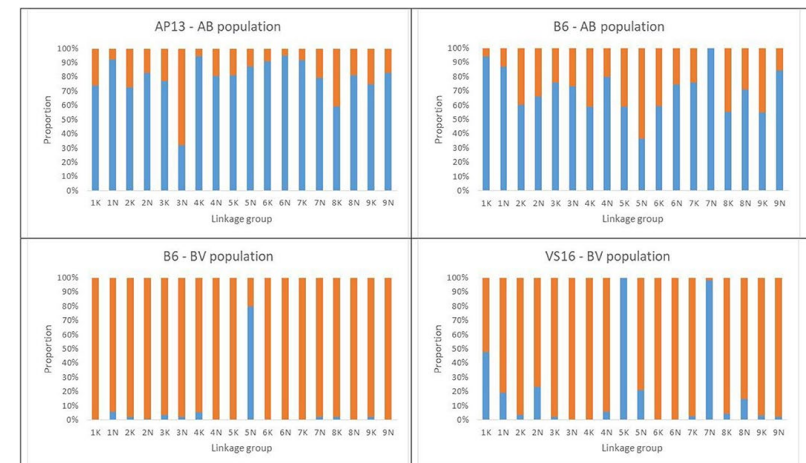 AP13 - AB population
100%
90%
80%
70%
60%
50%
40%
30%
20%
10%
0%
Proportion
1K 1N 2K 2N 3K 3N 4K 4N 5K 5N 6K 6N 7K 7N 8K 8N 9K 9N
Linkage group
B6 - AB population
100%
90%
80%
70%
60%
50%
40%
30%
20%
10%
0%
Proportion
1K 1N 2K 2N 3K 3N 4K 4N 5K 5N 6K 6N 7K 7N 8K 8N 9K 9N
Linkage group
B6 - BV population
100%
90%
80%
70%
60%
50%
40%
30%
20%
10%
0%
Proportion
1K 1N 2K 2N 3K 3N 4K 4N 5K 5N 6K 6N 7K 7N 8K 8N 9K 9N
Linkage group
VS16 - BV population
100%
90%
80%
70%
60%
50%
40%
30%
20%
10%
0%
Proportion
1K 1N 2K 2N 3K 3N 4K 4N 5K 5N 6K 6N 7K 7N 8K 8N 9K 9N
Linkage group